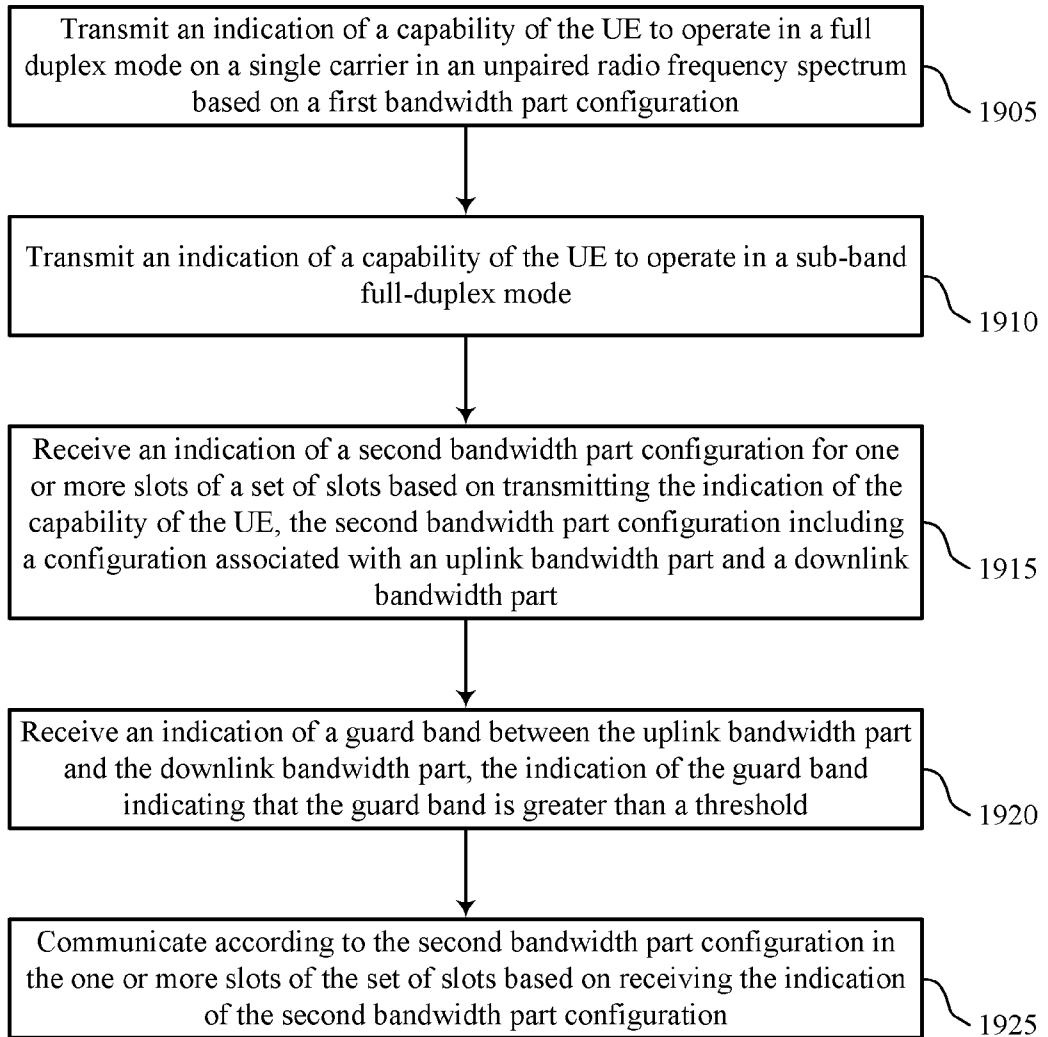 Transmit an indication of a capability of the UE to operate in a full
duplex mode on a single carrier in an unpaired radio frequency spectrum
based on a first bandwidth part configuration
1905
Transmit an indication of a capability of the UE to operate in a sub-band
full-duplex mode
1910
Receive an indication of a second bandwidth part configuration for one
or more slots of a set of slots based on transmitting the indication of the
capability of the UE, the second bandwidth part configuration including
a configuration associated with an uplink bandwidth part and a downlink
bandwidth part
1915
Receive an indication of a guard band between the uplink bandwidth part
and the downlink bandwidth part, the indication of the guard band
indicating that the guard band is greater than a threshold
1920
Communicate according to the second bandwidth part configuration in
the one or more slots of the set of slots based on receiving the indication
of the second bandwidth part configuration
1925